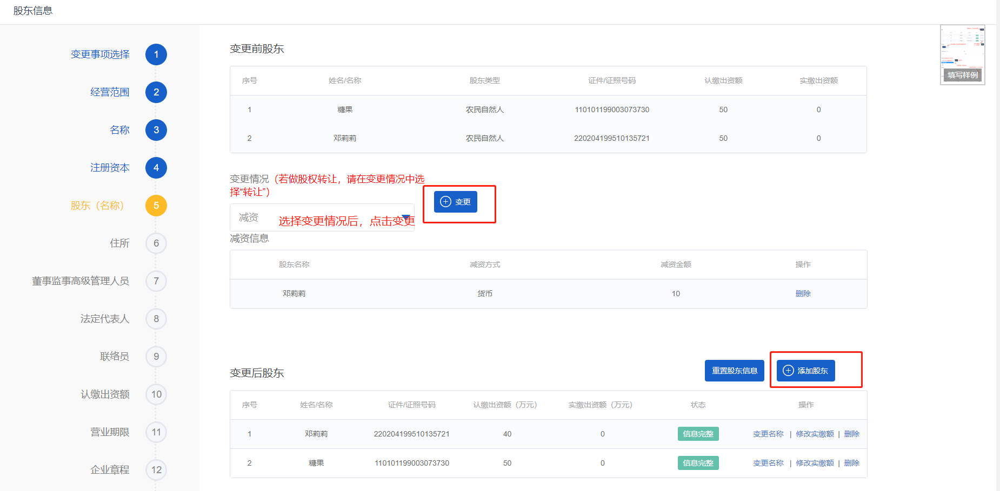 股东信息
变更事项选择 1
经营范围 2
名称 3
注册资本 4
股东（名称） 5
住所 6
董事监事高级管理人员 7
法定代表人 8
联络员 9
认缴出资额 10
营业期限 11
企业章程 12
变更前股东
序号 姓名/名称 股东类型 证件/证照号码 认缴出资额 实缴出资额
1 糖果 农民自然人 110101199003073730 50 0
2 邓莉莉 农民自然人 220204199510135721 50 0
变更情况（若做股权转让，请在变更情况中选
择“转让”）
减资 选择变更情况后，点击变更
变更
减资信息
股东名称 减资方式 减资金额 操作
邓莉莉 货币 10 删除
变更后股东 重置股东信息 添加股东
序号 姓名/名称 证件/证照号码 认缴出资额（万元） 实缴出资额（万元） 状态 操作
1 邓莉莉 220204199510135721 40 0 信息完整 变更名称 | 修改实缴额 | 删除
2 糖果 110101199003073730 50 0 信息完整 变更名称 | 修改实缴额 | 删除
填写样例